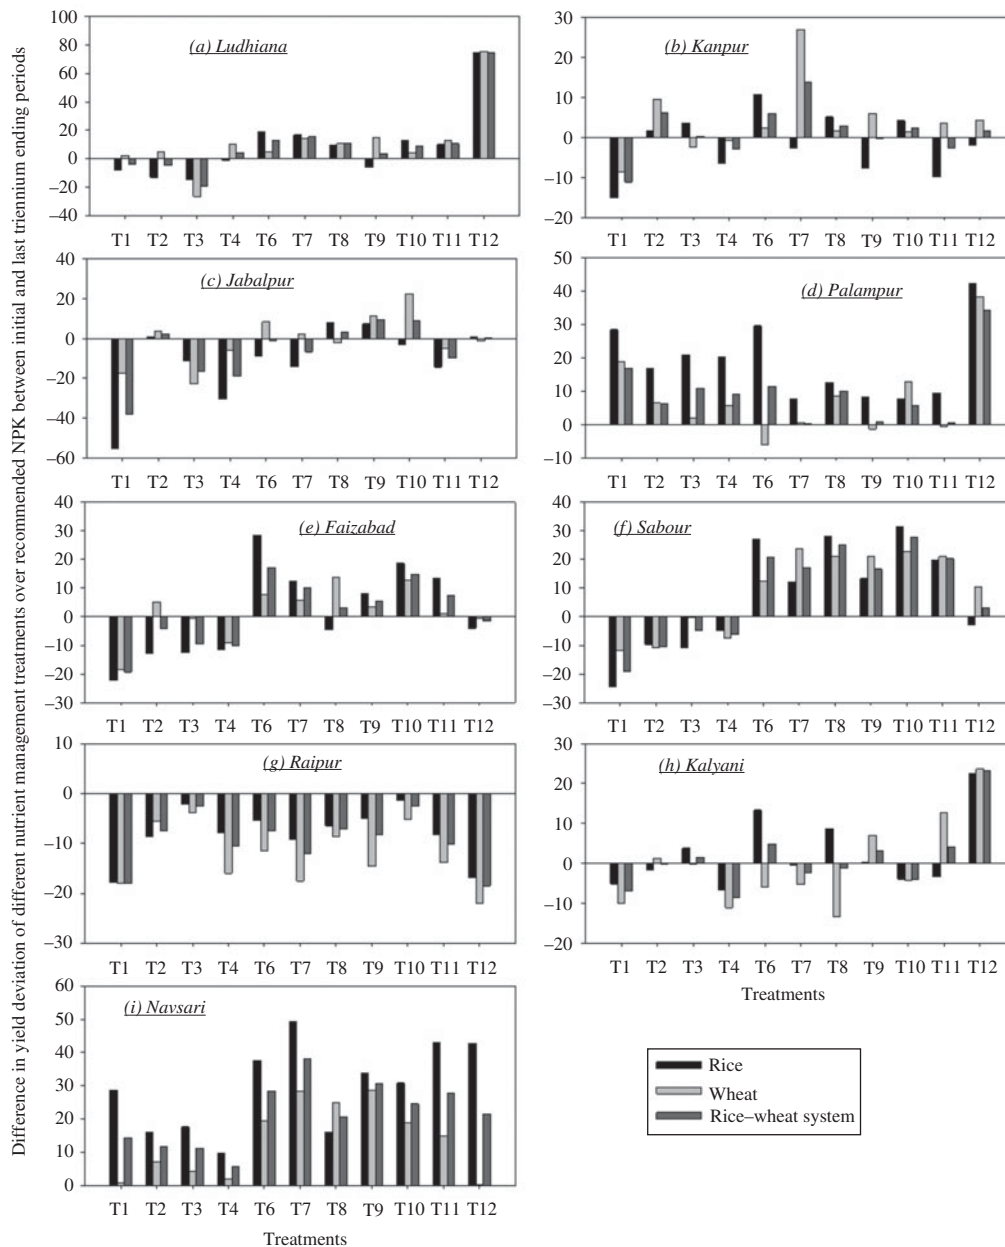 Difference in yield deviation of different nutrient management treatments over recommended NPK between initial and last triennium ending periods
(a) Ludhiana
100
80
60
40
20
0
−20
−40
T1 T2 T3 T4 T6 T7 T8 T9 T10 T11 T12
(b) Kanpur
30
20
10
0
−10
−20
T1 T2 T3 T4 T6 T7 T8 T9 T10 T11 T12
(c) Jabalpur
40
20
0
−20
−40
−60
T1 T2 T3 T4 T6 T7 T8 T9 T10 T11 T12
(d) Palampur
50
40
30
20
10
0
−10
T1 T2 T3 T4 T6 T7 T8 T9 T10 T11 T12
(e) Faizabad
40
30
20
10
0
−10
−20
−30
T1 T2 T3 T4 T6 T7 T8 T9 T10 T11 T12
(f) Sabour
40
30
20
10
0
−10
−20
−30
T1 T2 T3 T4 T6 T7 T8 T9 T10 T11 T12
(g) Raipur
10
0
−10
−20
−30
T1 T2 T3 T4 T6 T7 T8 T9 T10 T11 T12
(h) Kalyani
30
20
10
0
−10
−20
T1 T2 T3 T4 T6 T7 T8 T9 T10 T11 T12
Treatments
(i) Navsari
60
50
40
30
20
10
0
T1 T2 T3 T4 T6 T7 T8 T9 T10 T11 T12
Treatments
Rice
Wheat
Rice–wheat system